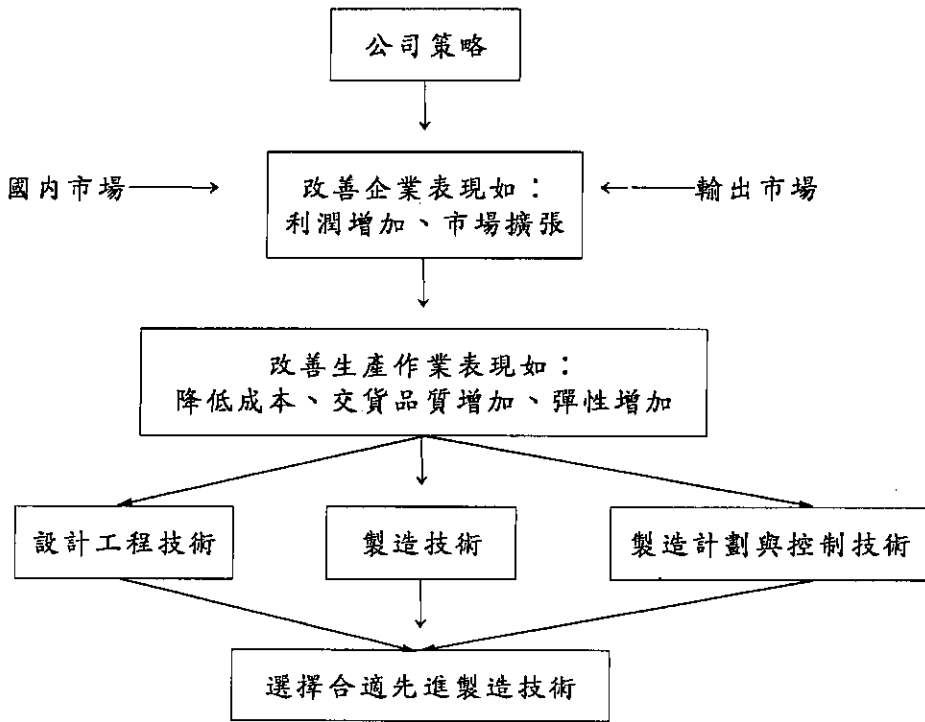 公司策略
國内市場
改善企業表現如：
利潤增加、市場擴張
輸出市場
改善生產作業表現如：
降低成本、交貨品質增加、彈性增加
設計工程技術
製造技術
製造計劃與控制技術
選擇合適先進製造技術